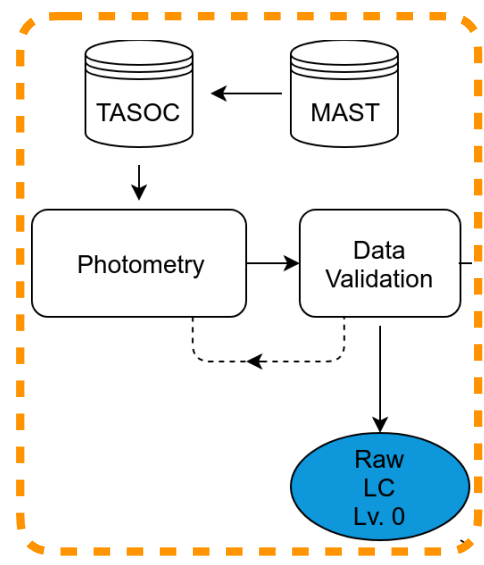 TASOC
MAST
Photometry
Data
Validation
Raw
LC
Lv. 0